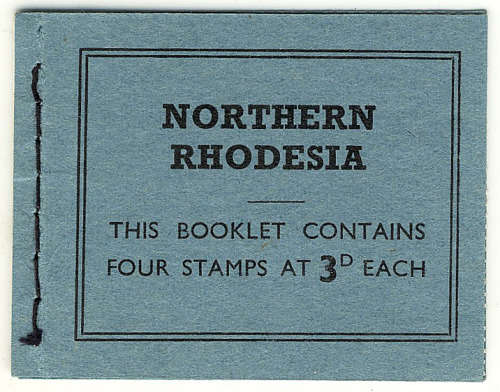 NORTHERN
RHODESIA
THIS BOOKLET CONTAINS
FOUR STAMPS AT 3D EACH